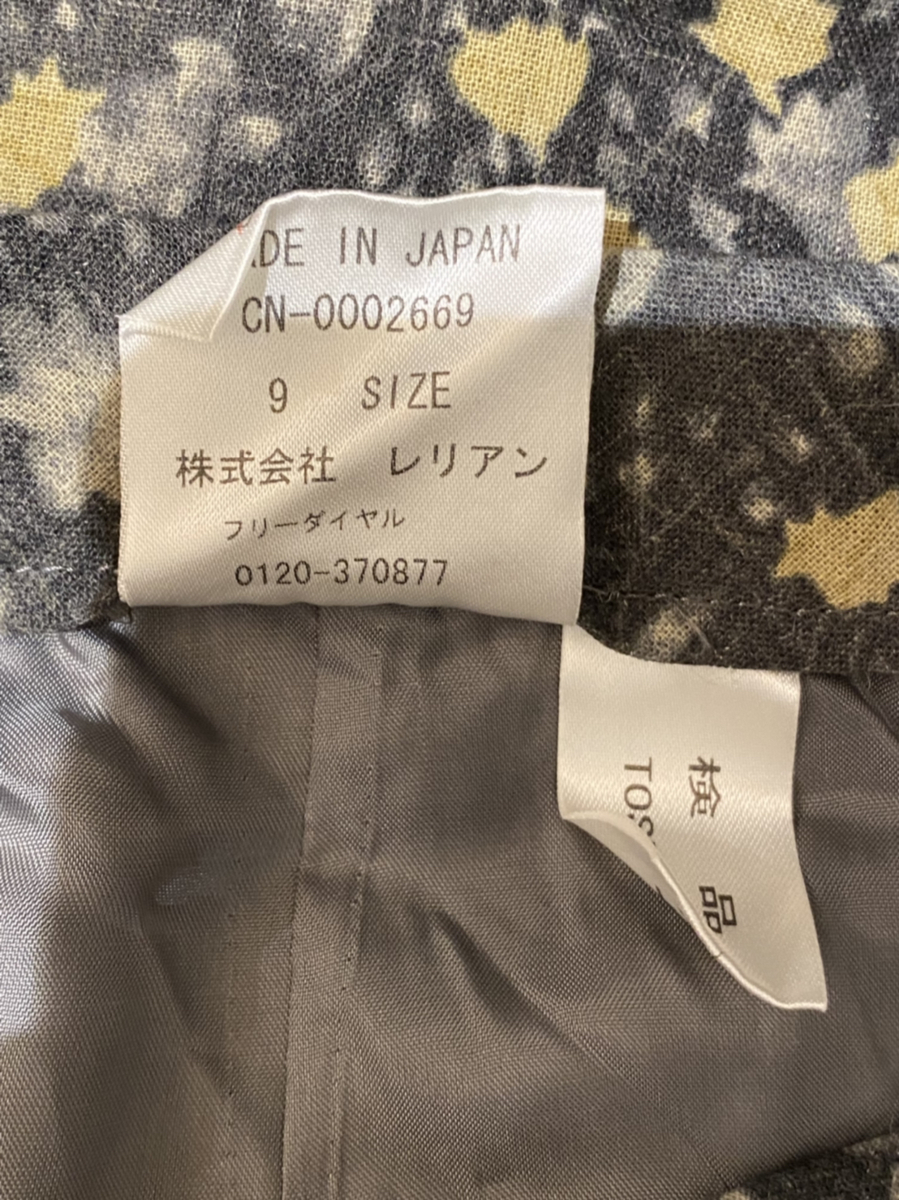 ADE IN JAPAN
CN-0002669
9 SIZE
株式会社 レリアン
フリーダイヤル
0120-370877
検品